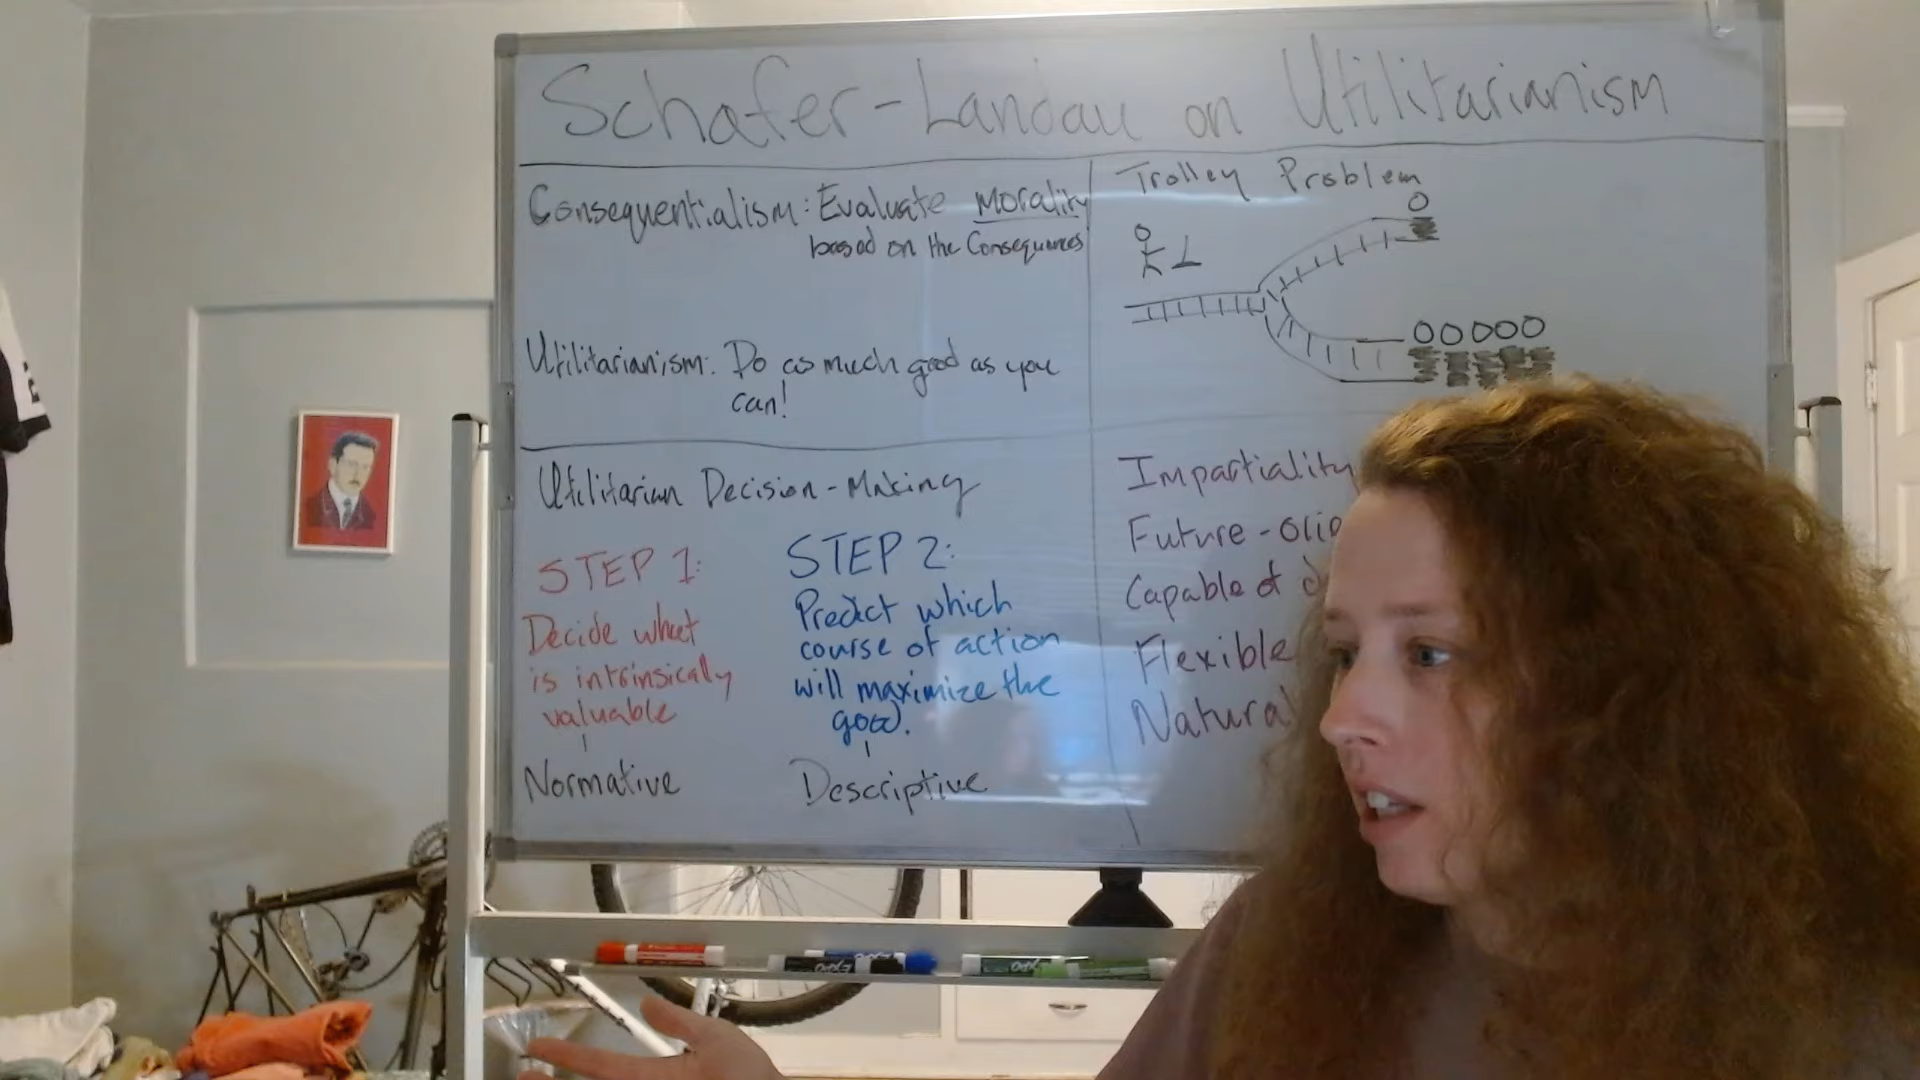 Schafer-Landau on Utilitarianism
Consequentialism: Evaluate morality
based on the Consequences
Utilitarianism: Do as much good as you
can!
Trolley Problem
Utilitarian Decision-Making
STEP 1:
Decide what
is intrinsically
valuable
Normative
STEP 2:
Predict which
course of action
will maximize the
good.
Descriptive
Impartiality
Future-orie
Capable of
Flexible
Natural
EXPO